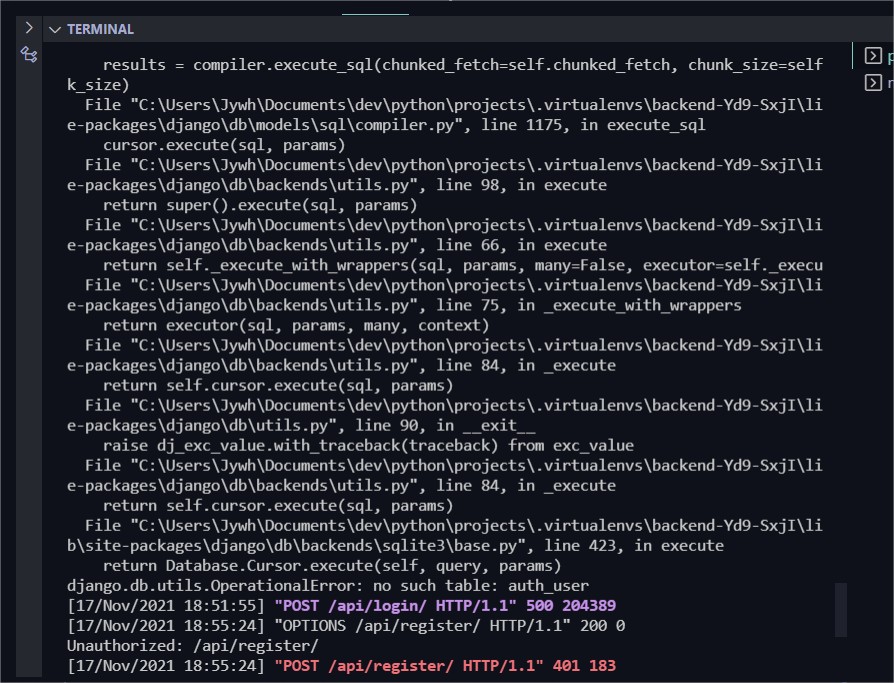 TERMINAL
results = compiler.execute_sql(chunked_fetch=self.chunked_fetch, chunk_size=self
k_size)
File "C:\Users\Jywh\Documents\dev\python\projects\.virtualenvs\backend-Yd9-SxjI\li
e-packages\django\db\models\sql\compiler.py", line 1175, in execute_sql
cursor.execute(sql, params)
File "C:\Users\Jywh\Documents\dev\python\projects\.virtualenvs\backend-Yd9-SxjI\li
e-packages\django\db\backends\utils.py", line 98, in execute
return super().execute(sql, params)
File "C:\Users\Jywh\Documents\dev\python\projects\.virtualenvs\backend-Yd9-SxjI\li
e-packages\django\db\backends\utils.py", line 66, in execute
return self._execute_with_wrappers(sql, params, many=False, executor=self._execu
File "C:\Users\Jywh\Documents\dev\python\projects\.virtualenvs\backend-Yd9-SxjI\li
e-packages\django\db\backends\utils.py", line 75, in _execute_with_wrappers
return executor(sql, params, many, context)
File "C:\Users\Jywh\Documents\dev\python\projects\.virtualenvs\backend-Yd9-SxjI\li
e-packages\django\db\backends\utils.py", line 84, in _execute
return self.cursor.execute(sql, params)
File "C:\Users\Jywh\Documents\dev\python\projects\.virtualenvs\backend-Yd9-SxjI\li
e-packages\django\db\utils.py", line 90, in __exit__
raise dj_exc_value.with_traceback(traceback) from exc_value
File "C:\Users\Jywh\Documents\dev\python\projects\.virtualenvs\backend-Yd9-SxjI\li
e-packages\django\db\backends\utils.py", line 84, in _execute
return self.cursor.execute(sql, params)
File "C:\Users\Jywh\Documents\dev\python\projects\.virtualenvs\backend-Yd9-SxjI\li
b\site-packages\django\db\backends\sqlite3\base.py", line 423, in execute
return Database.Cursor.execute(self, query, params)
django.db.utils.OperationalError: no such table: auth_user
[17/Nov/2021 18:51:55] "POST /api/login/ HTTP/1.1" 500 204389
[17/Nov/2021 18:55:24] "OPTIONS /api/register/ HTTP/1.1" 200 0
Unauthorized: /api/register/
[17/Nov/2021 18:55:24] "POST /api/register/ HTTP/1.1" 401 183